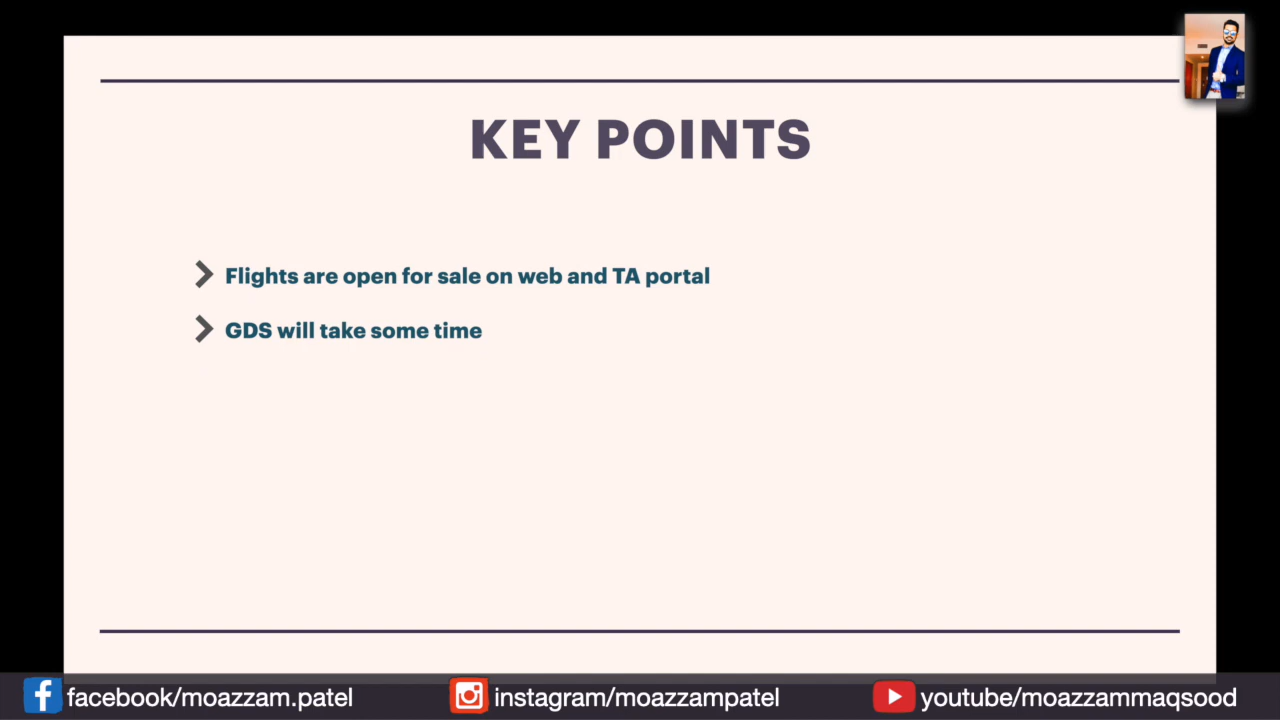 KEY POINTS
Flights are open for sale on web and TA portal
GDS will take some time
facebook/moazzam.patel
instagram/moazzampatel
youtube/moazzammaqsood